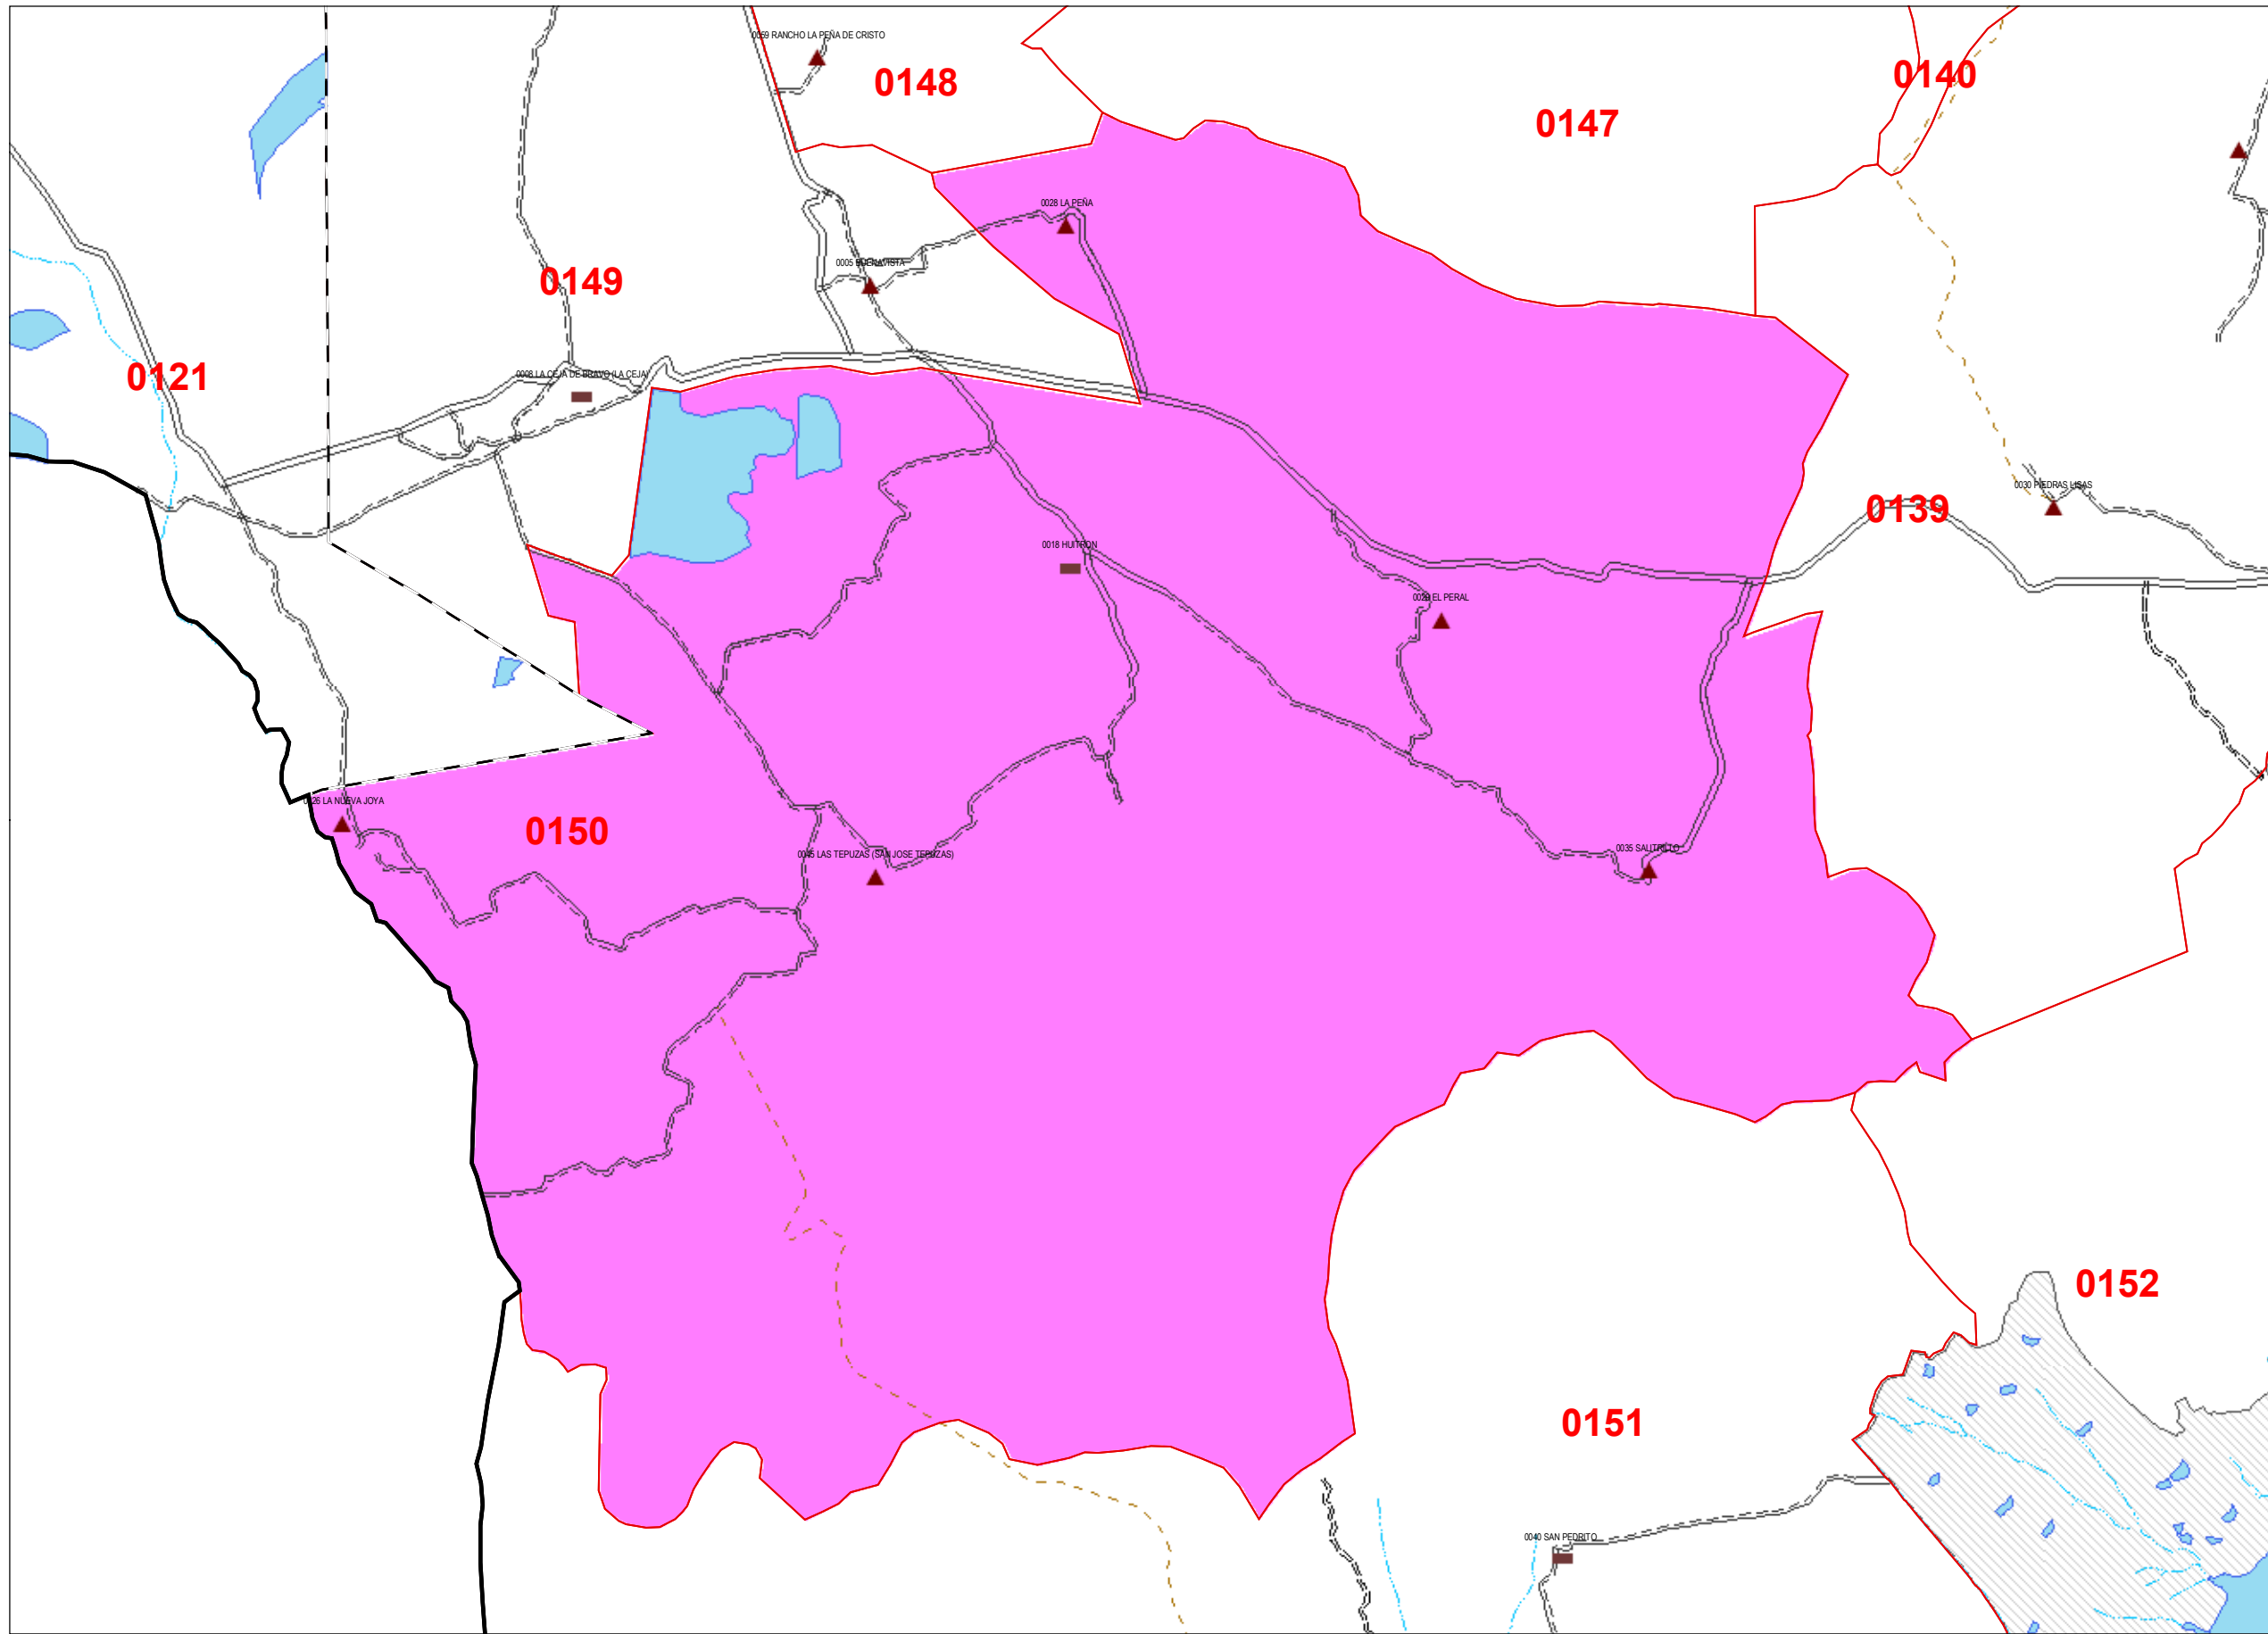 0059 RANCHO LA PEÑA DE CRISTO
0148
0140
0147
0028 LA PEÑA
0005 BUENAVISTA
0149
0121
0008 LA CEJA DE BRAVO (LA CEJA)
0030 PIEDRAS LISAS
0139
0018 HUITRON
EL PERAL
0026 LA NUEVA JOYA
0150
0045 LAS TEPUZAS (SAN JOSE TEPUZAS)
0035 SALITRILLO
0152
0151
0040 SAN PEDRITO